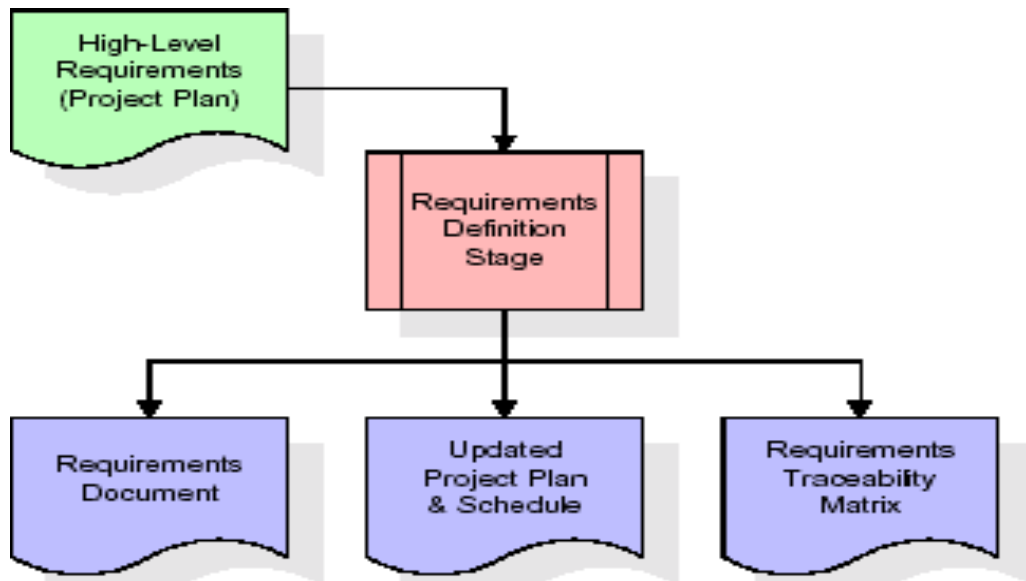 High-Level
Requirements
(Project Plan)
Requirements
Definition
Stage
Requirements
Document
Updated
Project Plan
& Schedule
Requirements
Traceability
Matrix